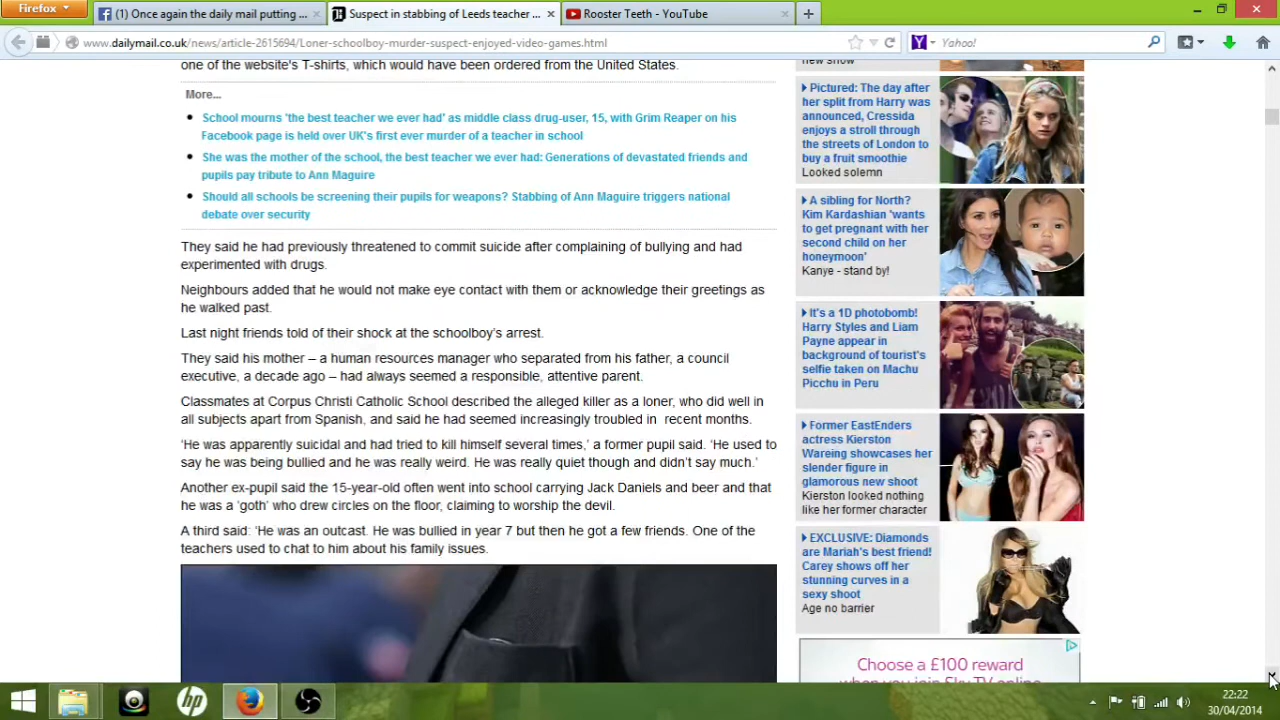 Firefox
(1) Once again the daily mail putting ...
Suspect in stabbing of Leeds teacher ...
Rooster Teeth - YouTube
www.dailymail.co.uk/news/article-2615694/Loner-schoolboy-murder-suspect-enjoyed-video-games.html
Yahoo!
one of the website's T-shirts, which would have been ordered from the United States.
More...
School mourns 'the best teacher we ever had' as middle class drug-user, 15, with Grim Reaper on his
Facebook page is held over UK's first ever murder of a teacher in school
She was the mother of the school, the best teacher we ever had: Generations of devastated friends and
pupils pay tribute to Ann Maguire
Should all schools be screening their pupils for weapons? Stabbing of Ann Maguire triggers national
debate over security
They said he had previously threatened to commit suicide after complaining of bullying and had
experimented with drugs.
Neighbours added that he would not make eye contact with them or acknowledge their greetings as
he walked past.
Last night friends told of their shock at the schoolboy's arrest.
They said his mother – a human resources manager who separated from his father, a council
executive, a decade ago – had always seemed a responsible, attentive parent.
Classmates at Corpus Christi Catholic School described the alleged killer as a loner, who did well in
all subjects apart from Spanish, and said he had seemed increasingly troubled in recent months.
'He was apparently suicidal and had tried to kill himself several times,' a former pupil said. 'He used to
say he was being bullied and he was really weird. He was really quiet though and didn't say much.'
Another ex-pupil said the 15-year-old often went into school carrying Jack Daniels and beer and that
he was a 'goth' who drew circles on the floor, claiming to worship the devil.
A third said: 'He was an outcast. He was bullied in year 7 but then he got a few friends. One of the
teachers used to chat to him about his family issues.
new show
Pictured: The day after
her split from Harry was
announced, Cressida
enjoys a stroll through
the streets of London to
buy a fruit smoothie
Looked solemn
A sibling for North?
Kim Kardashian 'wants
to get pregnant with her
second child on her
honeymoon'
Kanye - stand by!
It's a 1D photobomb!
Harry Styles and Liam
Payne appear in
background of tourist's
selfie taken on Machu
Picchu in Peru
Former EastEnders
actress Kierston
Wareing showcases her
slender figure in
glamorous new shoot
Kierston looked nothing
like her former character
EXCLUSIVE: Diamonds
are Mariah's best friend!
Carey shows off her
stunning curves in a
sexy shoot
Age no barrier
Choose a £100 reward
when you join Sky TV online
22:22
30/04/2014